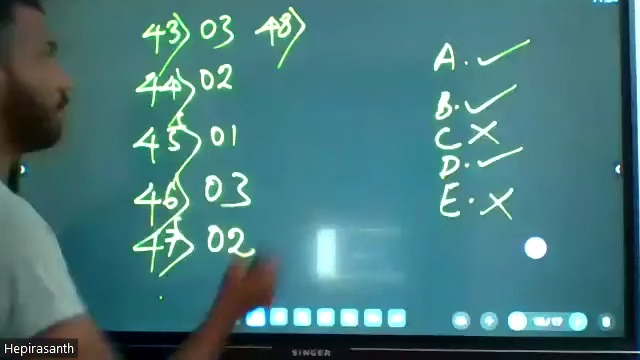 43) 03 48)
44) 02
45) 01
46) 03
47) 02
A. ✓
B. ✓
C X
D. ✓
E. X
SINGER
Hepirasanth